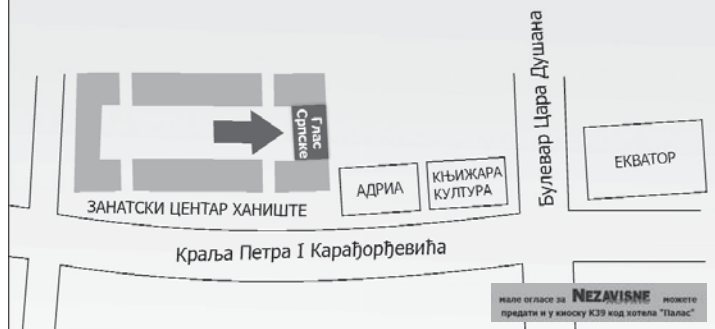 Булевар Цара Душана
Глас
Српске
АДРИА
КЊИЖАРА
КУЛТУРА
ЕКВАТОР
ЗАНАТСКИ ЦЕНТАР ХАНИШТЕ
Краља Петра I Карађорђевића
мале огласе за NEZAVISNE можете
предати и у киоску К39 код хотела "Палас"